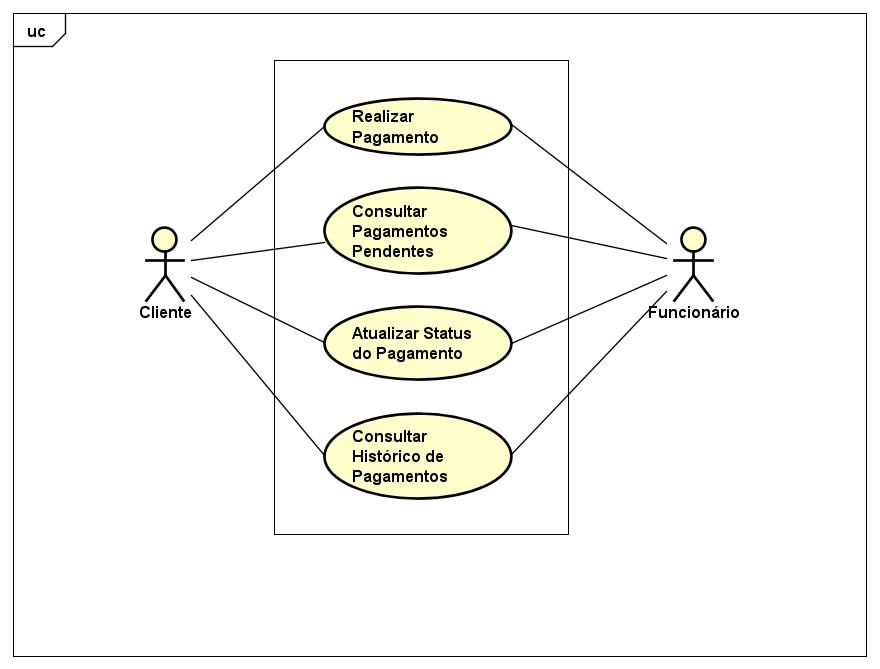 uc
Realizar
Pagamento
Consultar
Pagamentos
Pendentes
Cliente
Funcionário
Atualizar Status
do Pagamento
Consultar
Histórico de
Pagamentos